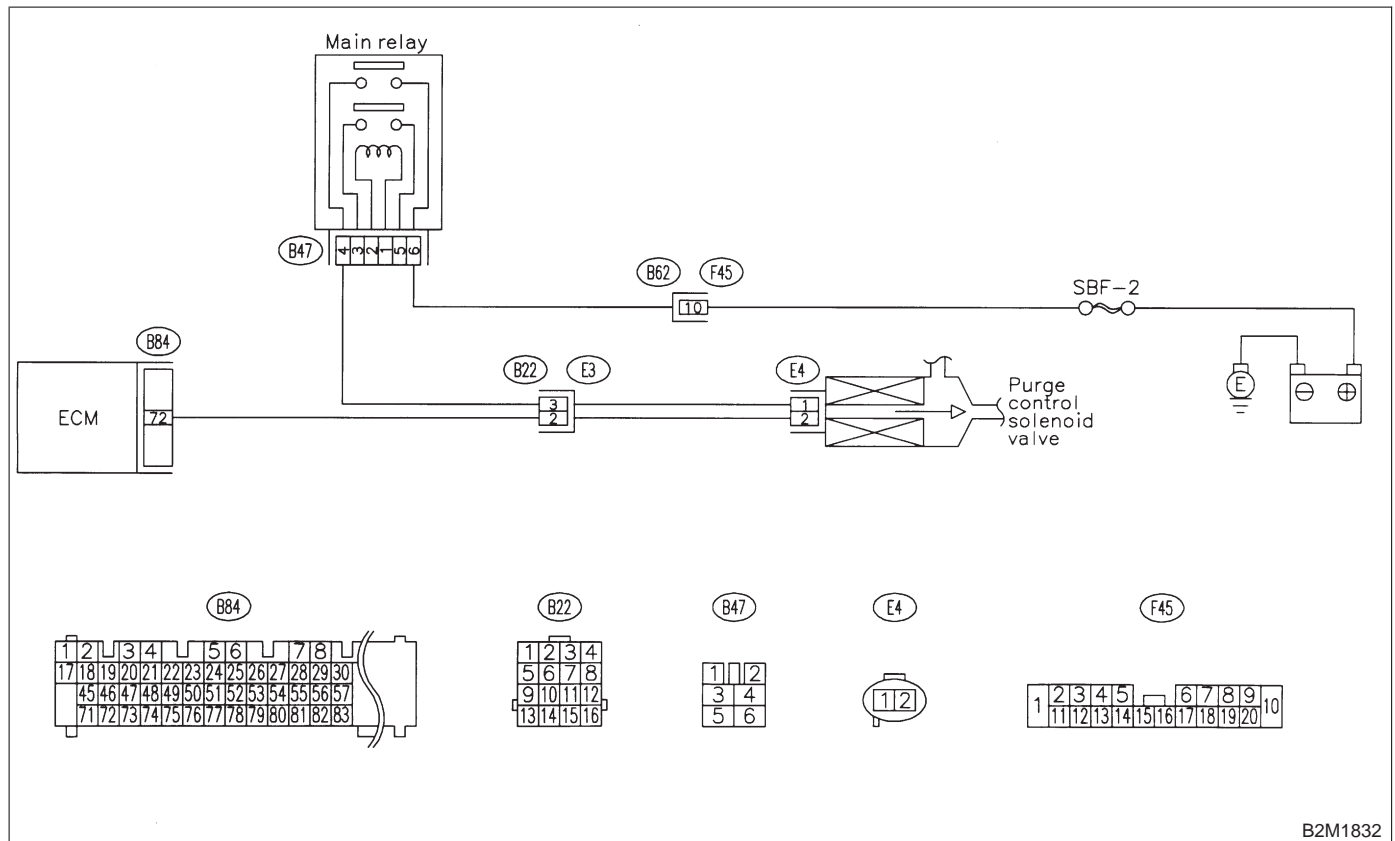 Main relay
B47
4 3 2 1 5 6
B62 F45
10
SBF-2
B84
ECM
72
B22 E3
3
2
E4
1
2
Purge
control
solenoid
valve
E
⊖ ⊕
B84
1 2 3 4 5 6 7 8
17 18 19 20 21 22 23 24 25 26 27 28 29 30
45 46 47 48 49 50 51 52 53 54 55 56 57
71 72 73 74 75 76 77 78 79 80 81 82 83
B22
1 2 3 4
5 6 7 8
9 10 11 12
13 14 15 16
B47
1 2
3 4
5 6
E4
1 2
F45
1 2 3 4 5 6 7 8 9 10
11 12 13 14 15 16 17 18 19 20
B2M1832